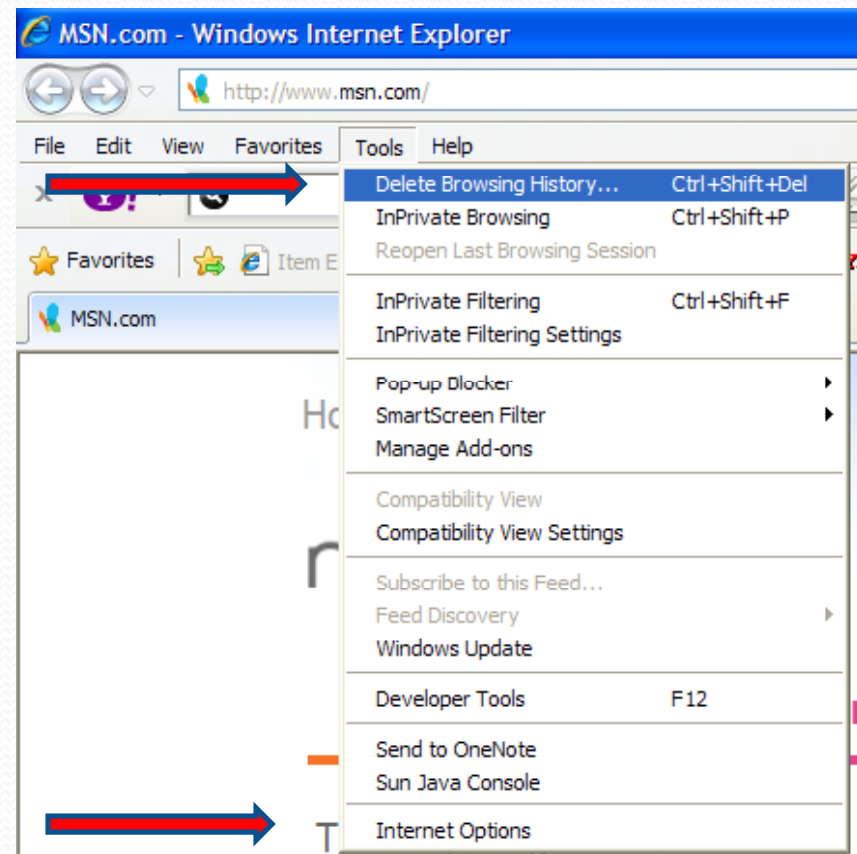 MSN.com - Windows Internet Explorer
http://www.msn.com/
File Edit View Favorites Tools Help
Delete Browsing History... Ctrl+Shift+Del
InPrivate Browsing Ctrl+Shift+P
Reopen Last Browsing Session
Favorites Item E
MSN.com
InPrivate Filtering Ctrl+Shift+F
InPrivate Filtering Settings
Pop-up Blocker
SmartScreen Filter
Manage Add-ons
Compatibility View
Compatibility View Settings
Subscribe to this Feed...
Feed Discovery
Windows Update
Developer Tools F12
Send to OneNote
Sun Java Console
Internet Options